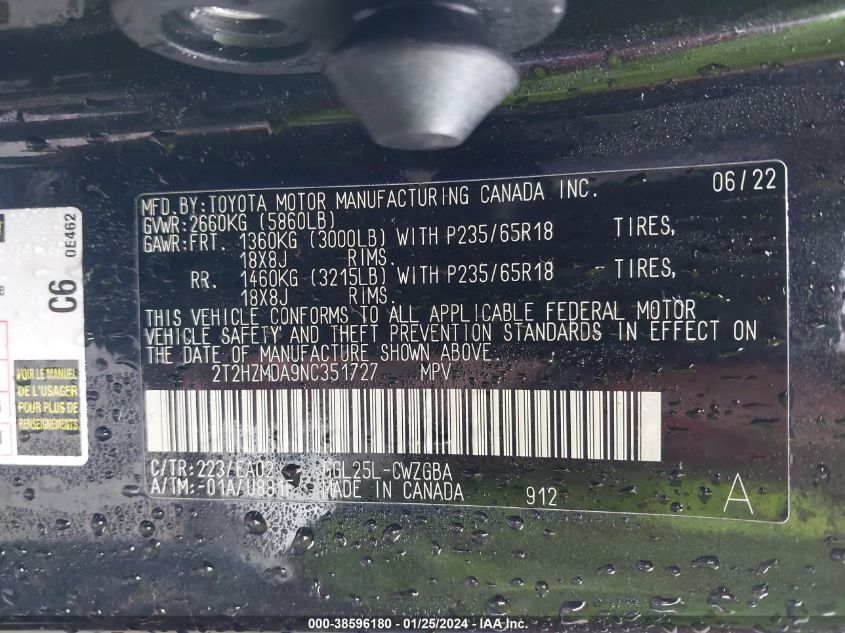 MFD.BY:TOYOTA MOTOR MANUFACTURING CANADA INC. 06/22
GVWR:2660KG (5860LB)
GAWR:FRT. 1360KG (3000LB) WITH P235/65R18 TIRES,
18X8J RIMS.
RR. 1460KG (3215LB) WITH P235/65R18 TIRES,
18X8J RIMS.
THIS VEHICLE CONFORMS TO ALL APPLICABLE FEDERAL MOTOR
VEHICLE SAFETY AND THEFT PREVENTION STANDARDS IN EFFECT ON
THE DATE OF MANUFACTURE SHOWN ABOVE.
2T2HZMDA9NC351727 MPV
C/TR:223/EA02 GGL25L-CWZGBA
A/TM:-01A/U881F MADE IN CANADA 912 A
C6 0E462
VOIR LE MANUEL
DE L'USAGER
POUR PLUS DE
RENSEIGNEMENTS
000-38596180 - 01/25/2024 - IAA Inc.